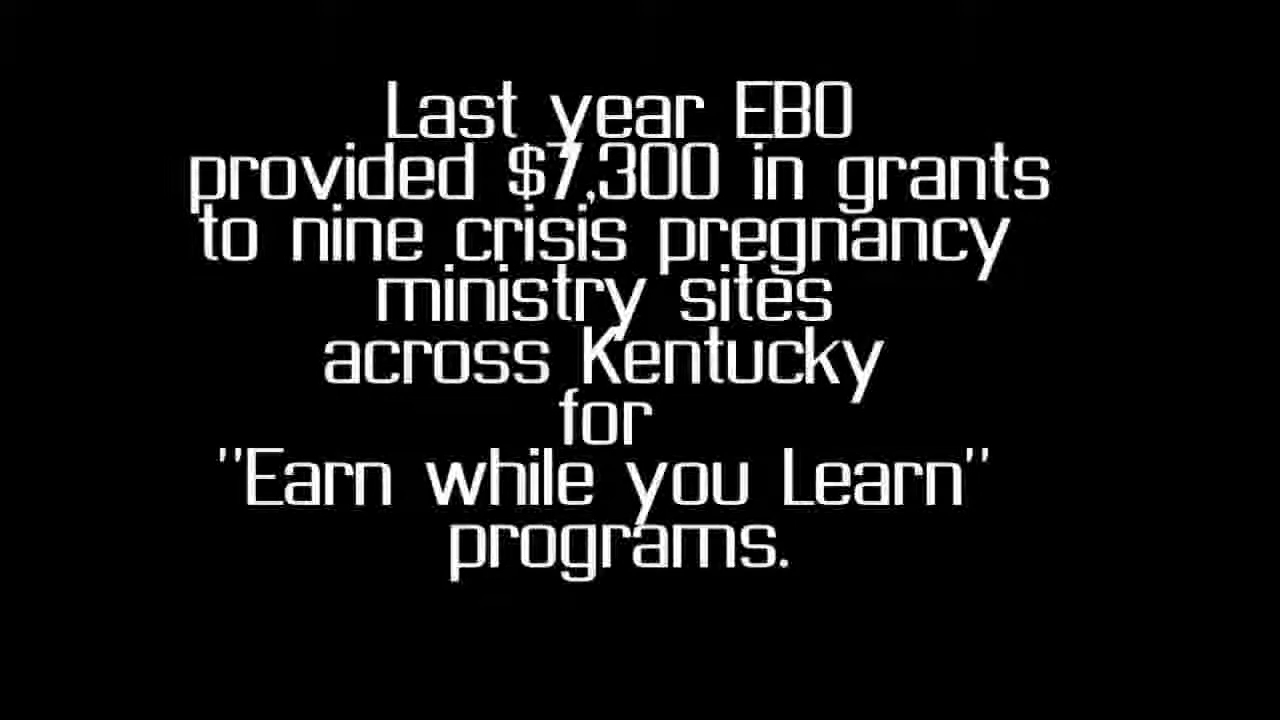 Last year EBO
provided $7,300 in grants
to nine crisis pregnancy
ministry sites
across Kentucky
for
"Earn while you Learn"
programs.